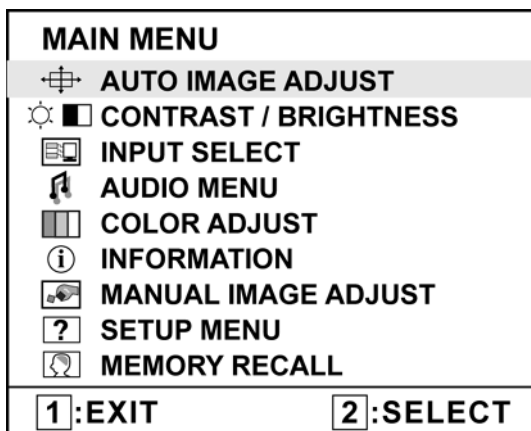 MAIN MENU
AUTO IMAGE ADJUST
CONTRAST / BRIGHTNESS
INPUT SELECT
AUDIO MENU
COLOR ADJUST
i INFORMATION
MANUAL IMAGE ADJUST
? SETUP MENU
MEMORY RECALL
1:EXIT 2:SELECT